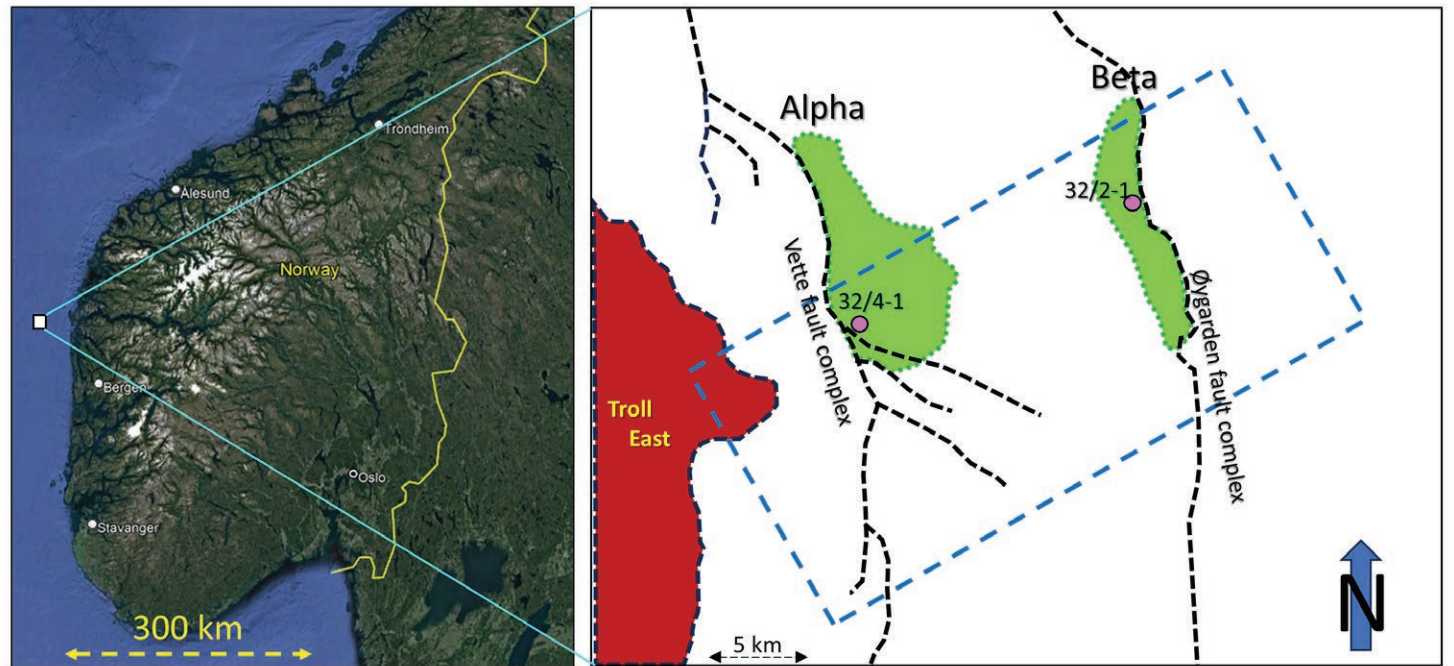 Trondheim
Ålesund
Norway
Bergen
Oslo
Stavanger
300 km
Alpha
Beta
32/2-1
32/4-1
Vette fault complex
Øygarden fault complex
Troll
East
5 km
N